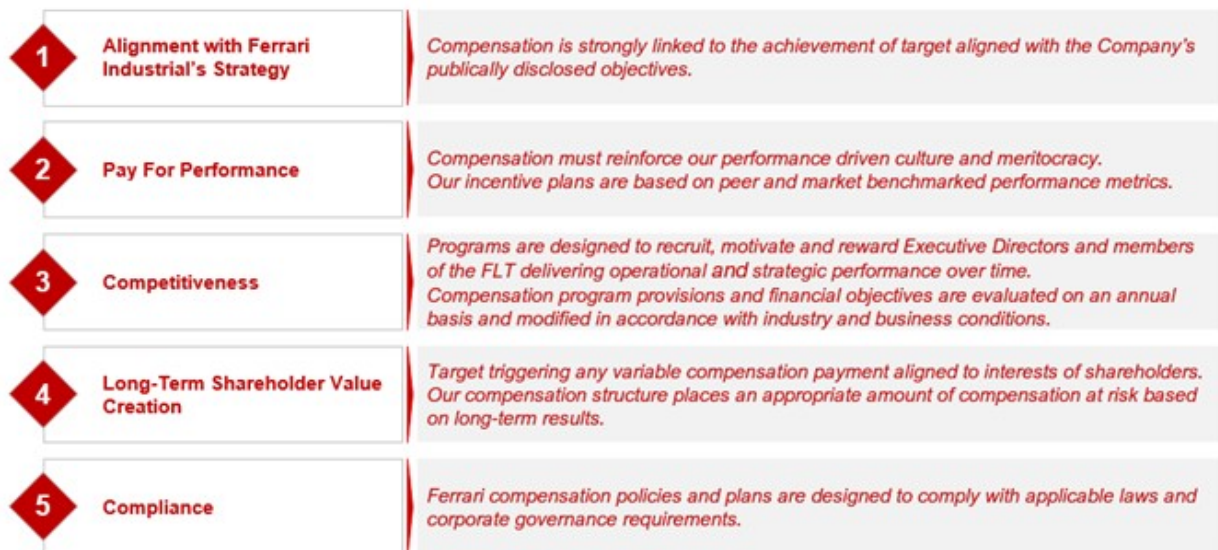 1
Alignment with Ferrari
Industrial's Strategy
Compensation is strongly linked to the achievement of target aligned with the Company's
publically disclosed objectives.
2
Pay For Performance
Compensation must reinforce our performance driven culture and meritocracy.
Our incentive plans are based on peer and market benchmarked performance metrics.
3
Competitiveness
Programs are designed to recruit, motivate and reward Executive Directors and members
of the FLT delivering operational and strategic performance over time.
Compensation program provisions and financial objectives are evaluated on an annual
basis and modified in accordance with industry and business conditions.
4
Long-Term Shareholder Value
Creation
Target triggering any variable compensation payment aligned to interests of shareholders.
Our compensation structure places an appropriate amount of compensation at risk based
on long-term results.
5
Compliance
Ferrari compensation policies and plans are designed to comply with applicable laws and
corporate governance requirements.